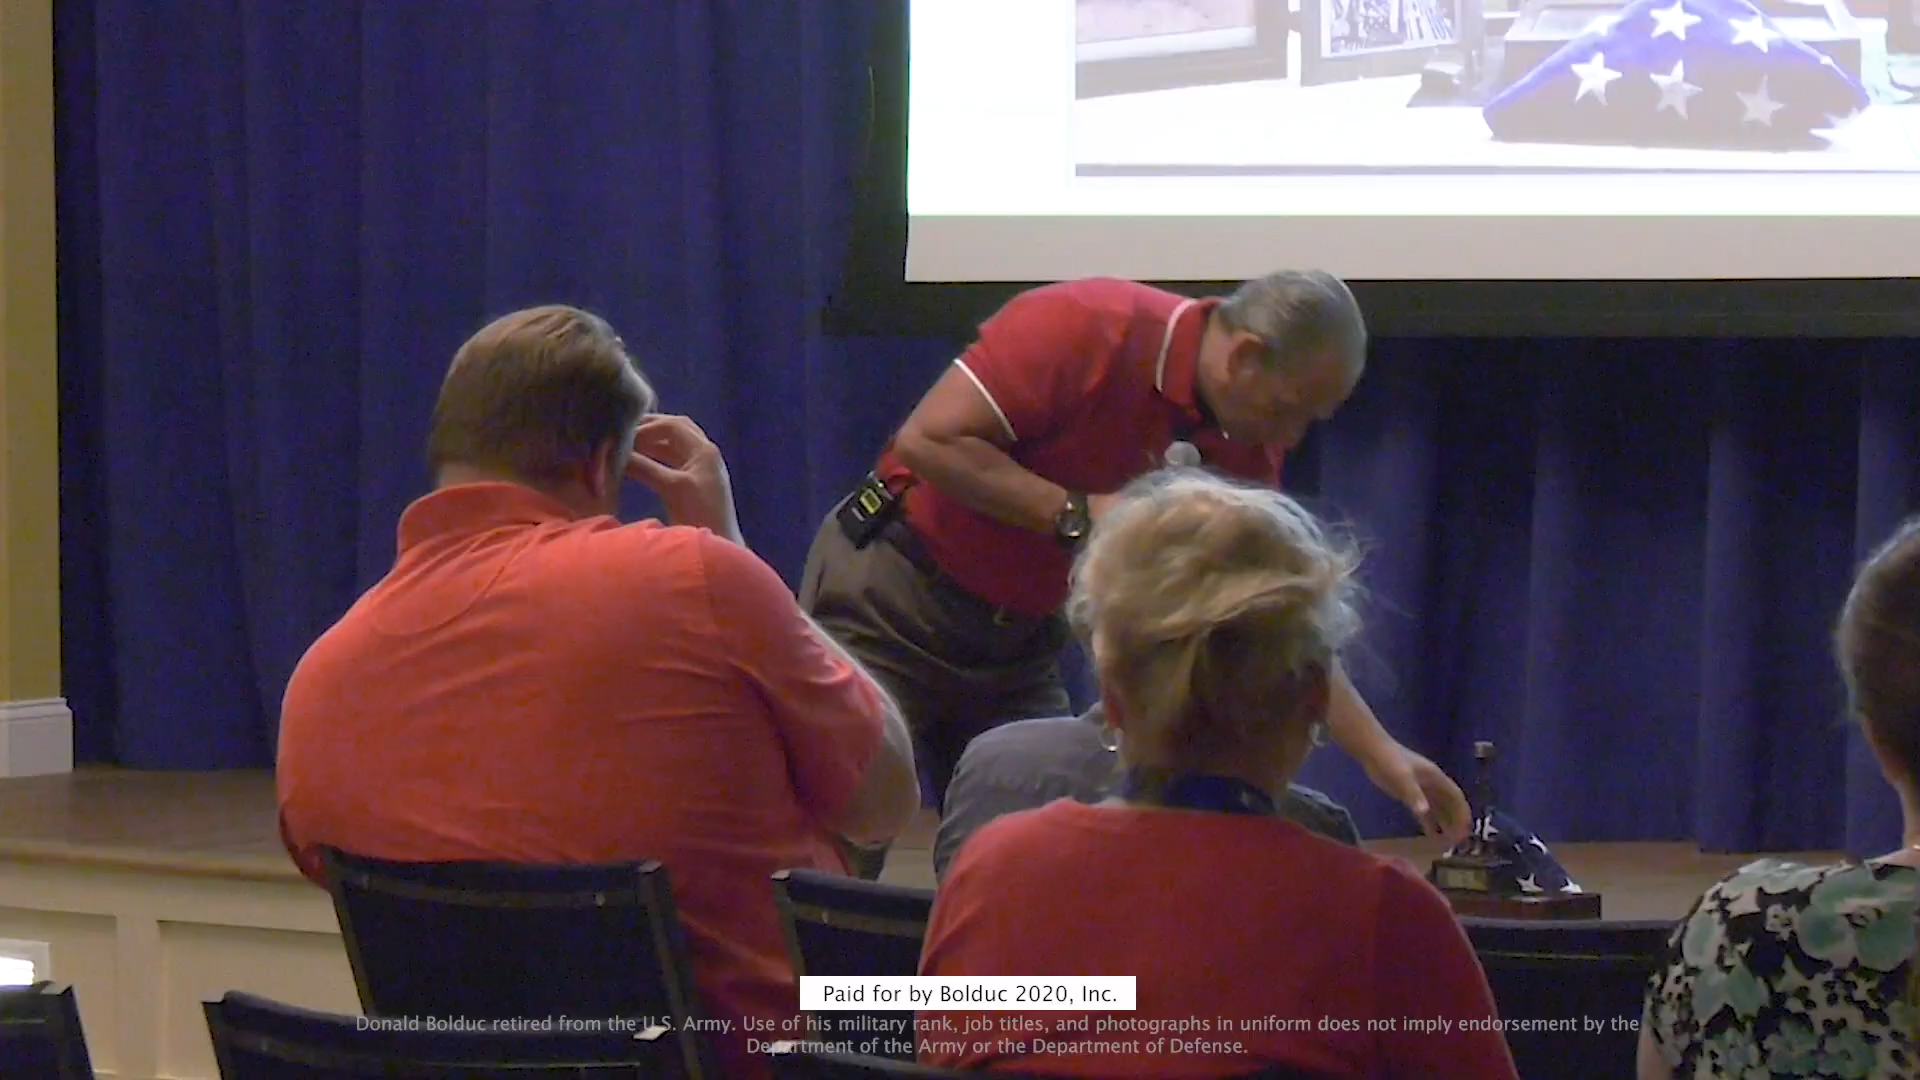 Paid for by Bolduc 2020, Inc.
Donald Bolduc retired from the U.S. Army. Use of his military rank, job titles, and photographs in uniform does not imply endorsement by the
Department of the Army or the Department of Defense.